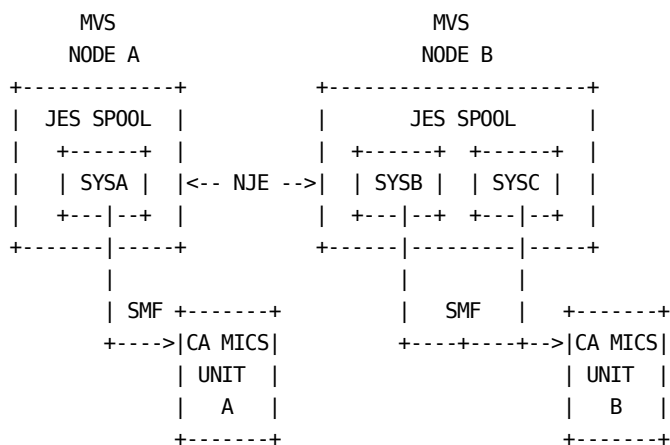 MVS MVS
NODE A NODE B
JES SPOOL JES SPOOL
SYSA <-- NJE --> SYSB SYSC
SMF SMF
CA MICS CA MICS
UNIT UNIT
A B